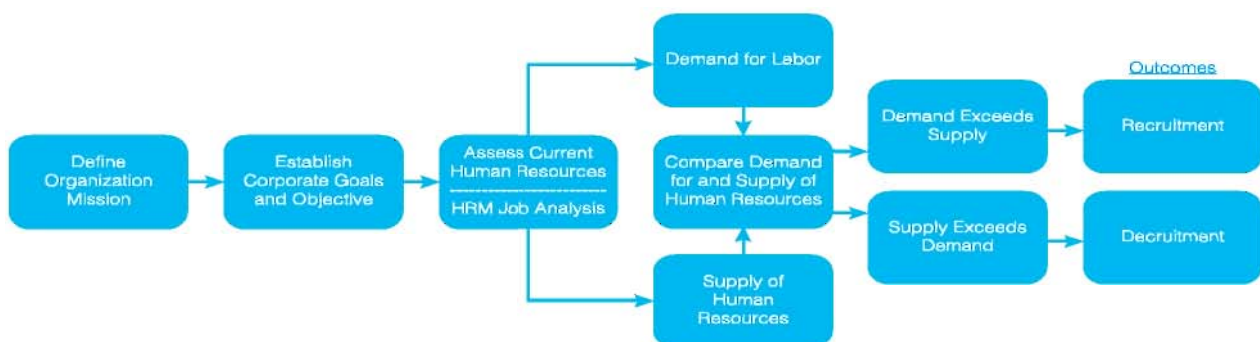 Define
Organization
Mission
Establish
Corporate Goals
and Objective
Assess Current
Human Resources
HRM Job Analysis
Demand for Labor
Compare Demand
for and Supply of
Human Resources
Supply of
Human
Resources
Demand Exceeds
Supply
Supply Exceeds
Demand
Outcomes
Recruitment
Decruitment